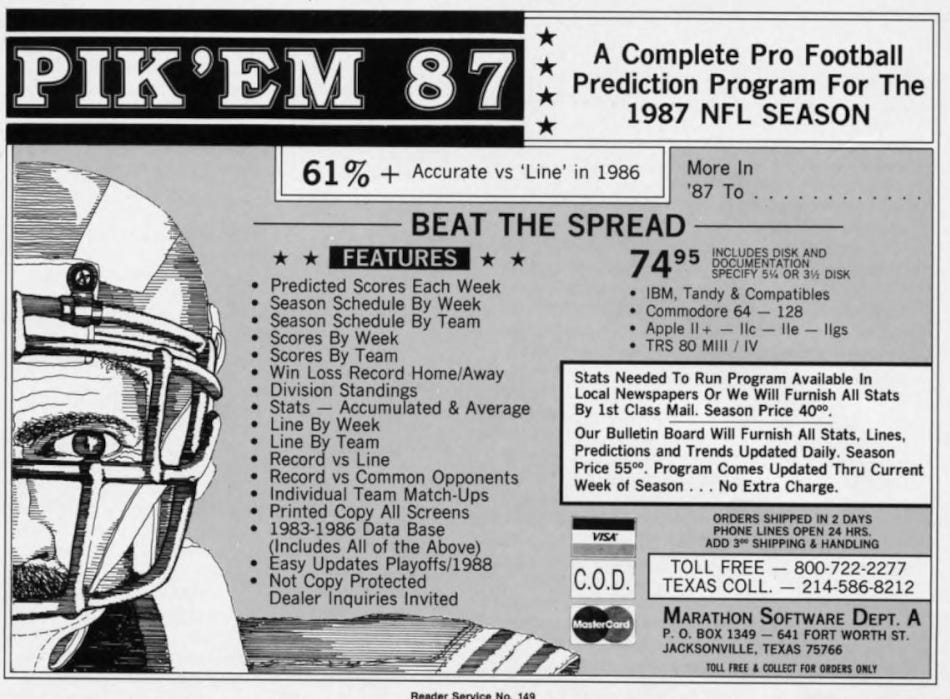 PIK'EM 87
★
★
★
★
A Complete Pro Football
Prediction Program For The
1987 NFL SEASON
61% + Accurate vs 'Line' in 1986
More In
'87 To . . . . . . . . . . . .
BEAT THE SPREAD
★ ★ FEATURES ★ ★
• Predicted Scores Each Week
• Season Schedule By Week
• Season Schedule By Team
• Scores By Week
• Scores By Team
• Win Loss Record Home/Away
• Division Standings
• Stats — Accumulated & Average
• Line By Week
• Line By Team
• Record vs Line
• Record vs Common Opponents
• Individual Team Match-Ups
• Printed Copy All Screens
• 1983-1986 Data Base
(Includes All of the Above)
• Easy Updates Playoffs/1988
• Not Copy Protected
Dealer Inquiries Invited
74⁹⁵ INCLUDES DISK AND
DOCUMENTATION
SPECIFY 5¼ OR 3½ DISK
• IBM, Tandy & Compatibles
• Commodore 64 — 128
• Apple II+ — IIc — IIe — IIgs
• TRS 80 MIII / IV
Stats Needed To Run Program Available In
Local Newspapers Or We Will Furnish All Stats
By 1st Class Mail. Season Price 40⁰⁰.
Our Bulletin Board Will Furnish All Stats, Lines,
Predictions and Trends Updated Daily. Season
Price 55⁰⁰. Program Comes Updated Thru Current
Week of Season . . . No Extra Charge.
VISA
C.O.D.
MasterCard
ORDERS SHIPPED IN 2 DAYS
PHONE LINES OPEN 24 HRS.
ADD 3⁰⁰ SHIPPING & HANDLING
TOLL FREE — 800-722-2277
TEXAS COLL. — 214-586-8212
MARATHON SOFTWARE DEPT. A
P. O. BOX 1349 — 641 FORT WORTH ST.
JACKSONVILLE, TEXAS 75766
TOLL FREE & COLLECT FOR ORDERS ONLY
Reader Service No. 149